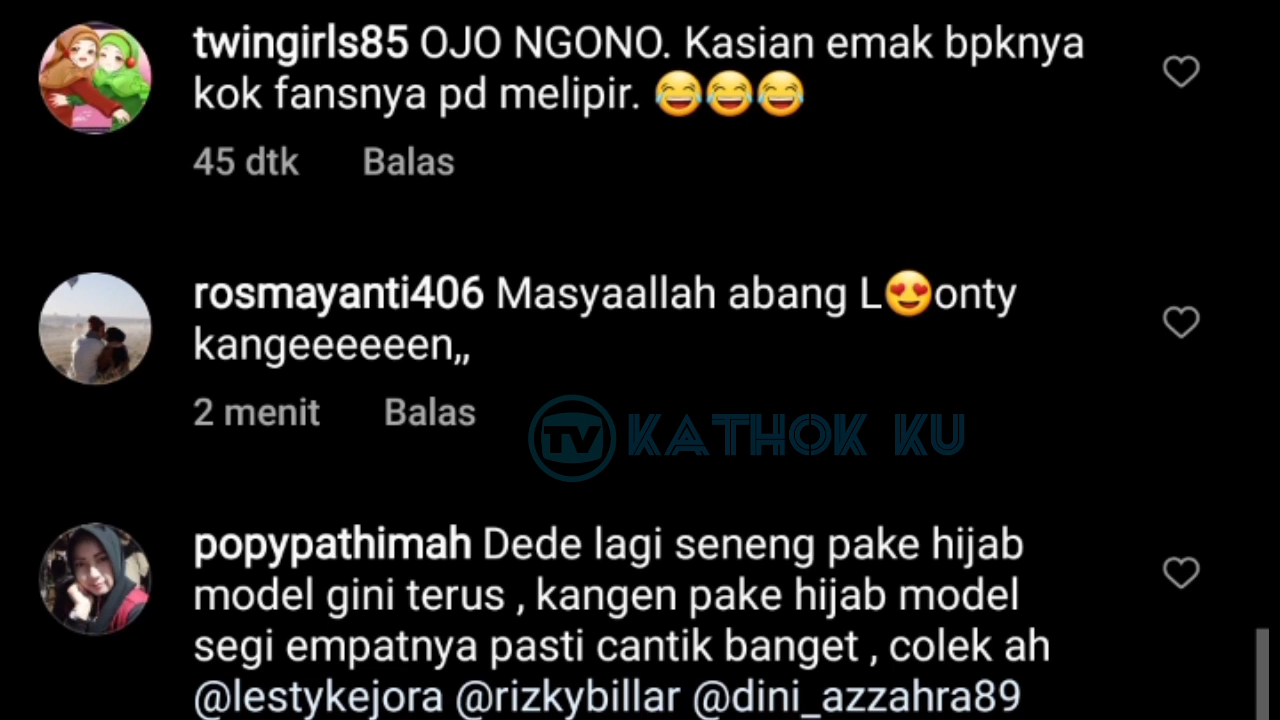 twingirls85 OJO NGONO. Kasian emak bpknya
kok fansnya pd melipir. 😂😂😂
45 dtk Balas
rosmayanti406 Masyaallah abang L😍onty
kangeeeeeeen,,
2 menit Balas
TV KATHOK KU
popypathimah Dede lagi seneng pake hijab
model gini terus , kangen pake hijab model
segi empatnya pasti cantik banget , colek ah
@lestykejora @rizkybillar @dini_azzahra89